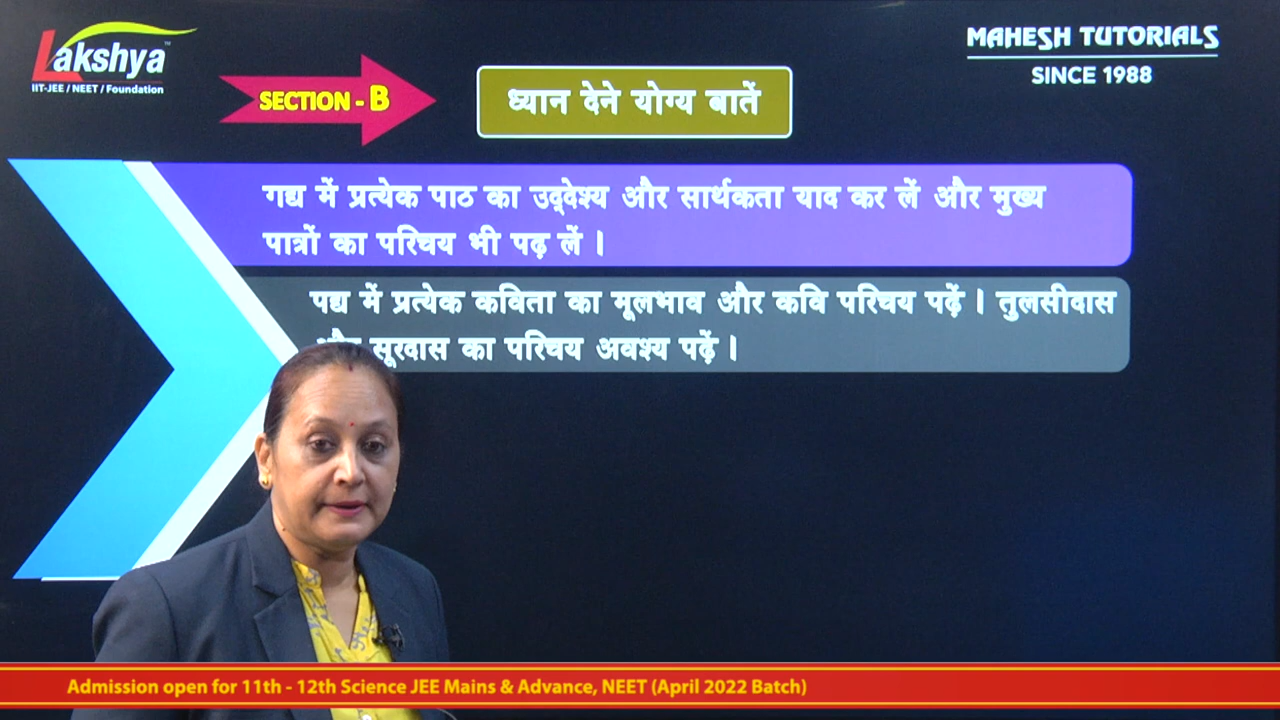 Lakshya
IIT-JEE / NEET / Foundation
MAHESH TUTORIALS
SINCE 1988
SECTION - B
ध्यान देने योग्य बातें
गद्य में प्रत्येक पाठ का उद्देश्य और सार्थकता याद कर लें और मुख्य
पात्रों का परिचय भी पढ़ लें ।
पद्य में प्रत्येक कविता का मूलभाव और कवि परिचय पढ़ें । तुलसीदास
सूरदास का परिचय अवश्य पढ़ें ।
Admission open for 11th - 12th Science JEE Mains & Advance, NEET (April 2022 Batch)